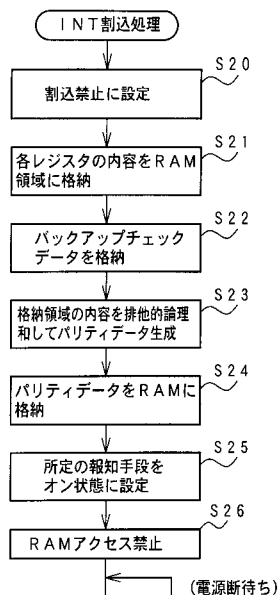 INT割込処理
S20
割込禁止に設定
S21
各レジスタの内容をRAM
領域に格納
S22
バックアップチェック
データを格納
S23
格納領域の内容を排他的論理
和してパリティデータ生成
S24
パリティデータをRAMに
格納
S25
所定の報知手段を
オン状態に設定
S26
RAMアクセス禁止
(電源断待ち)